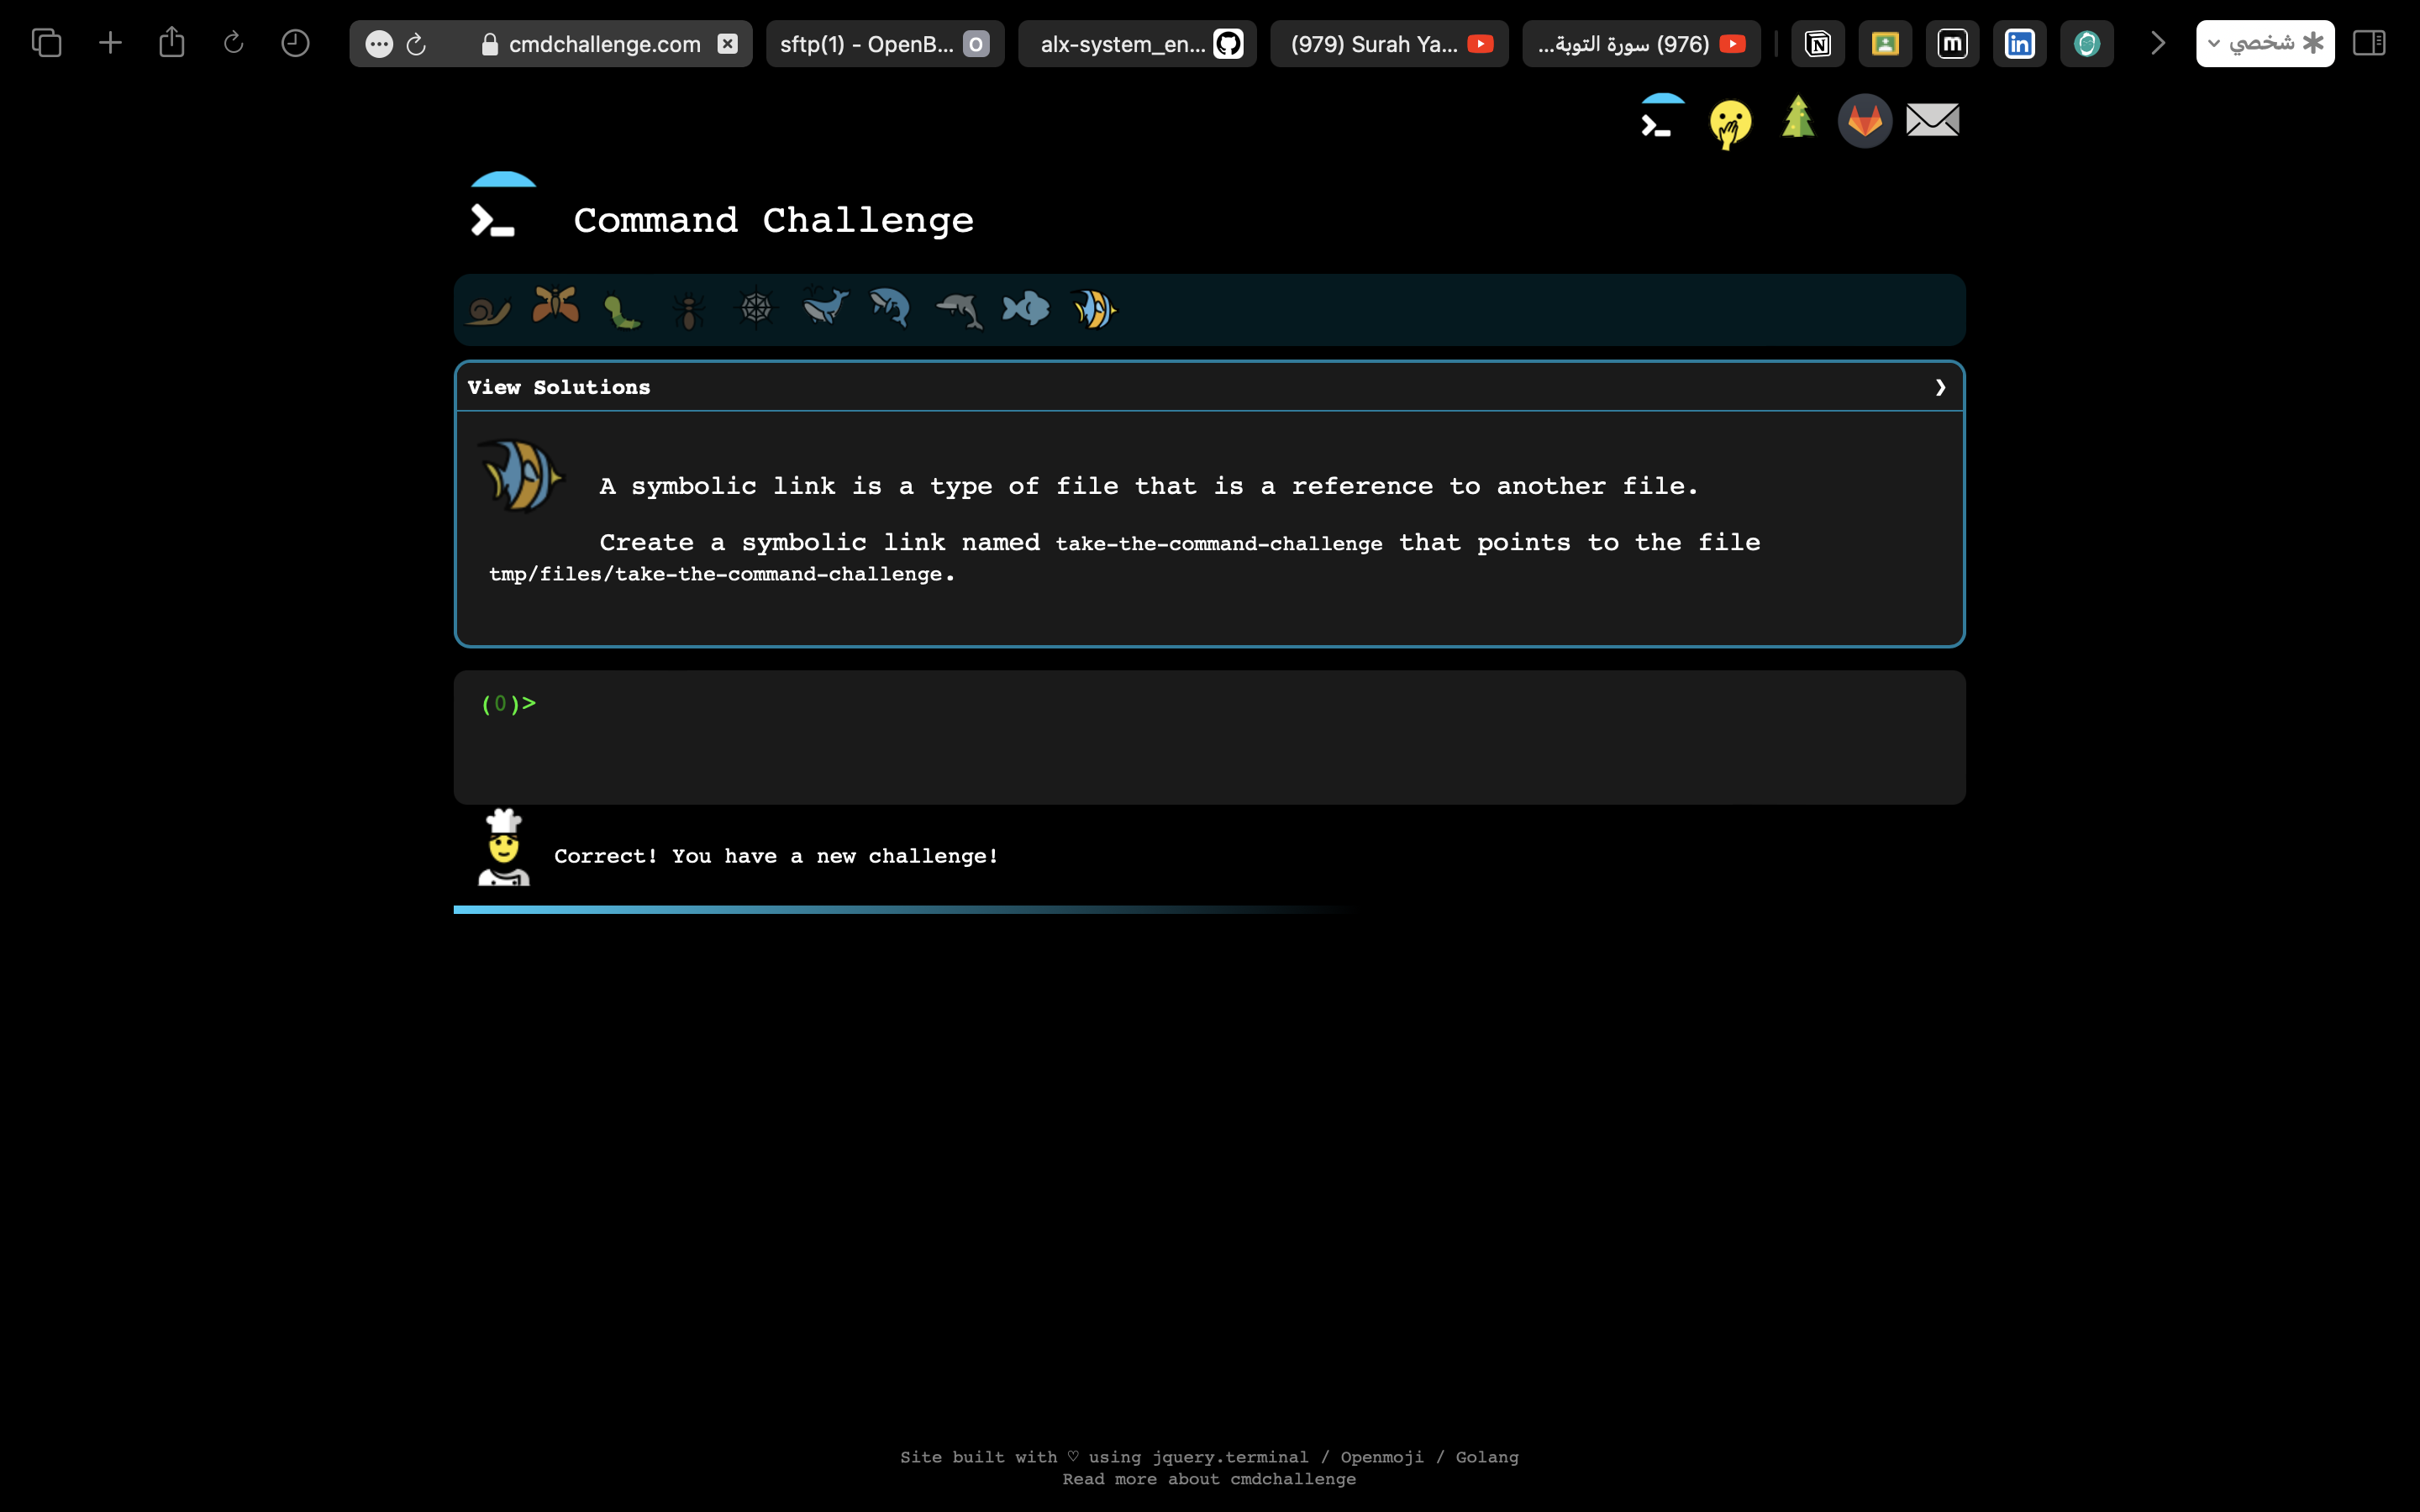 cmdchallenge.com
sftp(1) - OpenB...
O
alx-system_en...
(979) Surah Ya...
(976) سورة التوبة...
N
m
in
شخصي
Command Challenge
View Solutions
A symbolic link is a type of file that is a reference to another file.
Create a symbolic link named take-the-command-challenge that points to the file
tmp/files/take-the-command-challenge.
(0)>
Correct! You have a new challenge!
Site built with ♡ using jquery.terminal / Openmoji / Golang
Read more about cmdchallenge